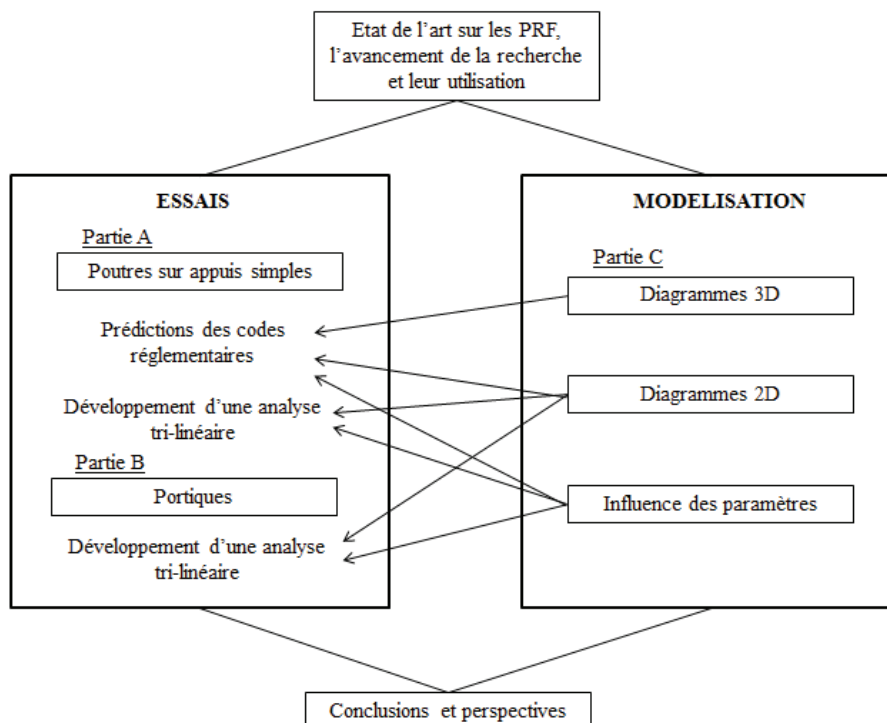 Etat de l'art sur les PRF,
l'avancement de la recherche
et leur utilisation
ESSAIS
Partie A
Poutres sur appuis simples
Prédictions des codes
réglementaires
Développement d'une analyse
tri-linéaire
Partie B
Portiques
Développement d'une analyse
tri-linéaire
MODELISATION
Partie C
Diagrammes 3D
Diagrammes 2D
Influence des paramètres
Conclusions et perspectives